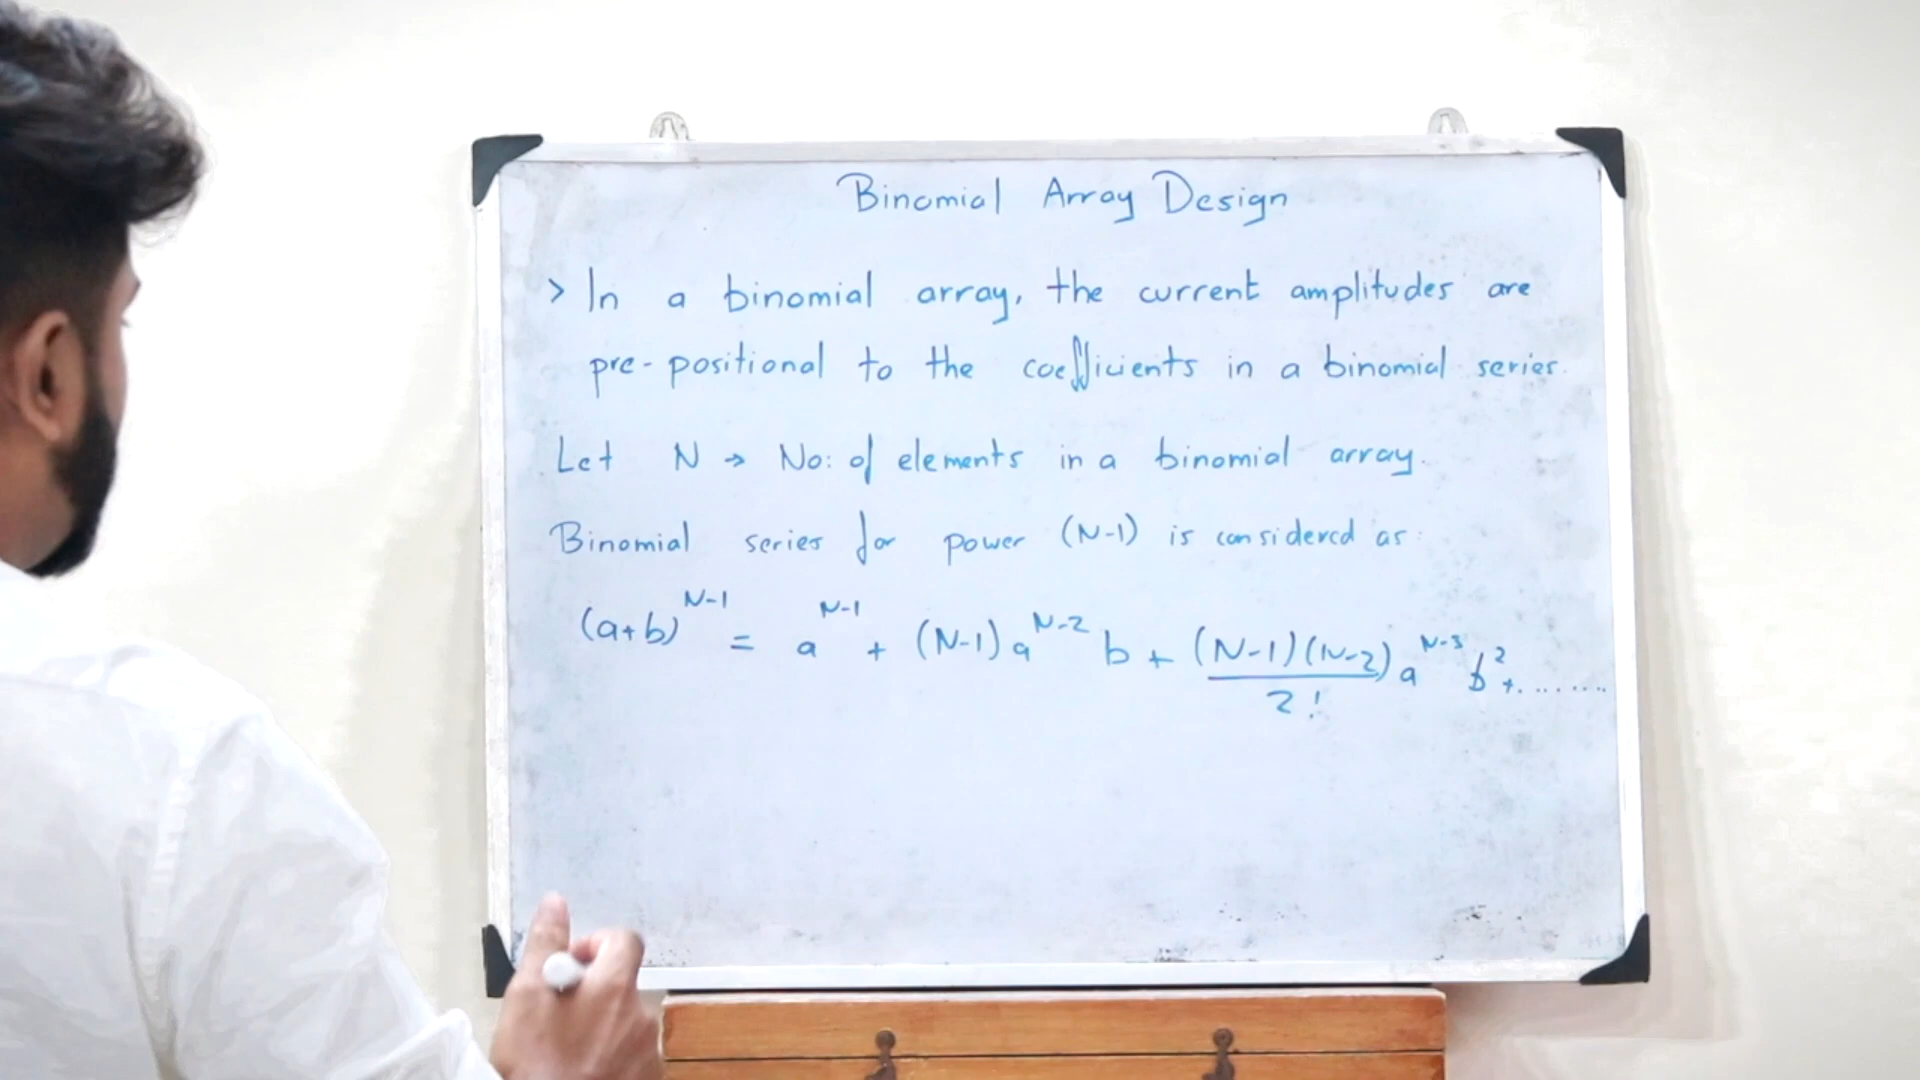 Binomial Array Design
> In a binomial array, the current amplitudes are
pre-positional to the coefficients in a binomial series.
Let N → No: of elements in a binomial array.
Binomial series for power (N-1) is considered as:
(a+b)^{N-1} = a^{N-1} + (N-1) a^{N-2} b + \frac{(N-1)(N-2)}{2!} a^{N-3} b^2 + ........